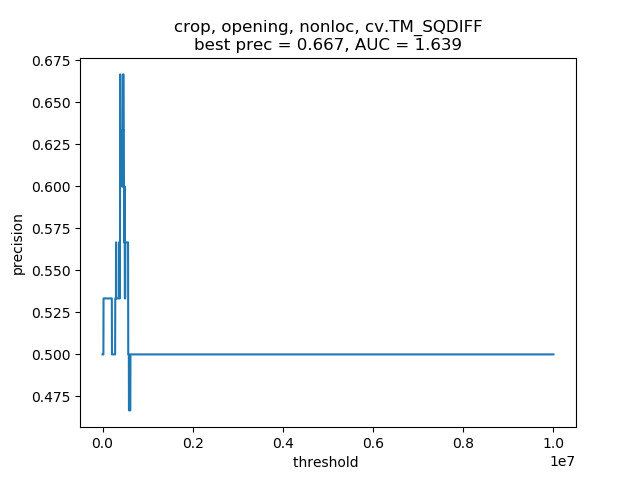 crop, opening, nonloc, cv.TM_SQDIFF
best prec = 0.667, AUC = 1.639
0.675
0.650
0.625
0.600
0.575
0.550
0.525
0.500
0.475
precision
0.0 0.2 0.4 0.6 0.8 1.0
1e7
threshold